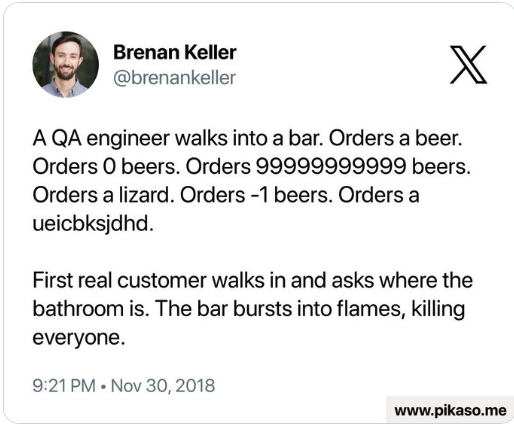 Brenan Keller
@brenankeller
A QA engineer walks into a bar. Orders a beer.
Orders 0 beers. Orders 99999999999 beers.
Orders a lizard. Orders -1 beers. Orders a
ueicbksjdhd.
First real customer walks in and asks where the
bathroom is. The bar bursts into flames, killing
everyone.
9:21 PM • Nov 30, 2018
www.pikaso.me